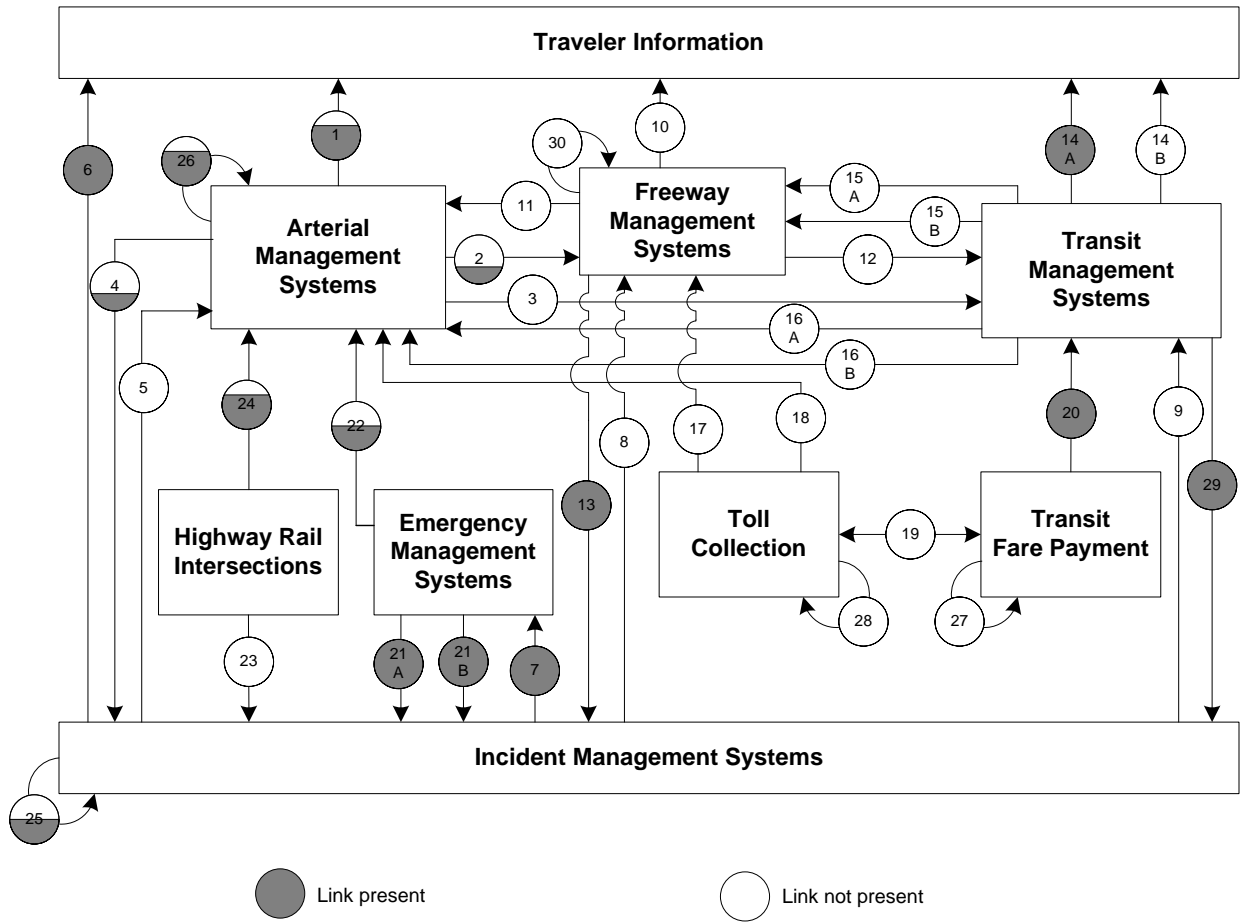 Traveler Information
6
1
10
14
A
14
B
26
30
15
A
11
15
B
Arterial
Management
Systems
Freeway
Management
Systems
Transit
Management
Systems
2
12
4
3
16
A
16
B
5
24
22
8
17
18
20
9
29
13
Highway Rail
Intersections
Emergency
Management
Systems
Toll
Collection
19
Transit
Fare Payment
23
21
A
21
B
7
28
27
Incident Management Systems
25
Link present
Link not present